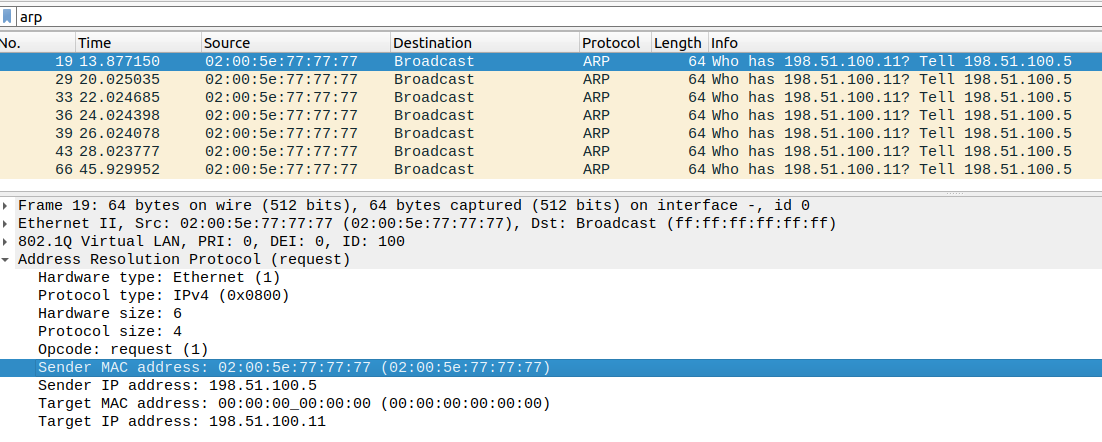 arp
No. Time Source Destination Protocol Length Info
19 13.877150 02:00:5e:77:77:77 Broadcast ARP 64 Who has 198.51.100.11? Tell 198.51.100.5
29 20.025035 02:00:5e:77:77:77 Broadcast ARP 64 Who has 198.51.100.11? Tell 198.51.100.5
33 22.024685 02:00:5e:77:77:77 Broadcast ARP 64 Who has 198.51.100.11? Tell 198.51.100.5
36 24.024398 02:00:5e:77:77:77 Broadcast ARP 64 Who has 198.51.100.11? Tell 198.51.100.5
39 26.024078 02:00:5e:77:77:77 Broadcast ARP 64 Who has 198.51.100.11? Tell 198.51.100.5
43 28.023777 02:00:5e:77:77:77 Broadcast ARP 64 Who has 198.51.100.11? Tell 198.51.100.5
66 45.929952 02:00:5e:77:77:77 Broadcast ARP 64 Who has 198.51.100.11? Tell 198.51.100.5
Frame 19: 64 bytes on wire (512 bits), 64 bytes captured (512 bits) on interface -, id 0
Ethernet II, Src: 02:00:5e:77:77:77 (02:00:5e:77:77:77), Dst: Broadcast (ff:ff:ff:ff:ff:ff)
802.1Q Virtual LAN, PRI: 0, DEI: 0, ID: 100
Address Resolution Protocol (request)
Hardware type: Ethernet (1)
Protocol type: IPv4 (0x0800)
Hardware size: 6
Protocol size: 4
Opcode: request (1)
Sender MAC address: 02:00:5e:77:77:77 (02:00:5e:77:77:77)
Sender IP address: 198.51.100.5
Target MAC address: 00:00:00_00:00:00 (00:00:00:00:00:00)
Target IP address: 198.51.100.11